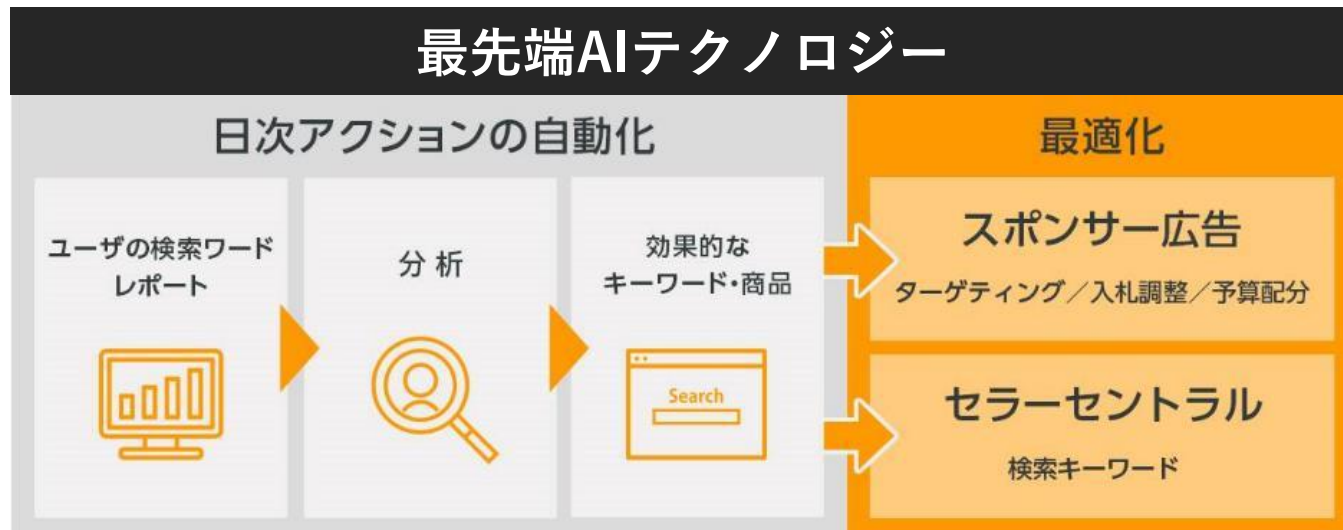 最先端AIテクノロジー
日次アクションの自動化
ユーザの検索ワード
レポート
分析
効果的な
キーワード・商品
Search
最適化
スポンサー広告
ターゲティング／入札調整／予算配分
セラーセントラル
検索キーワード